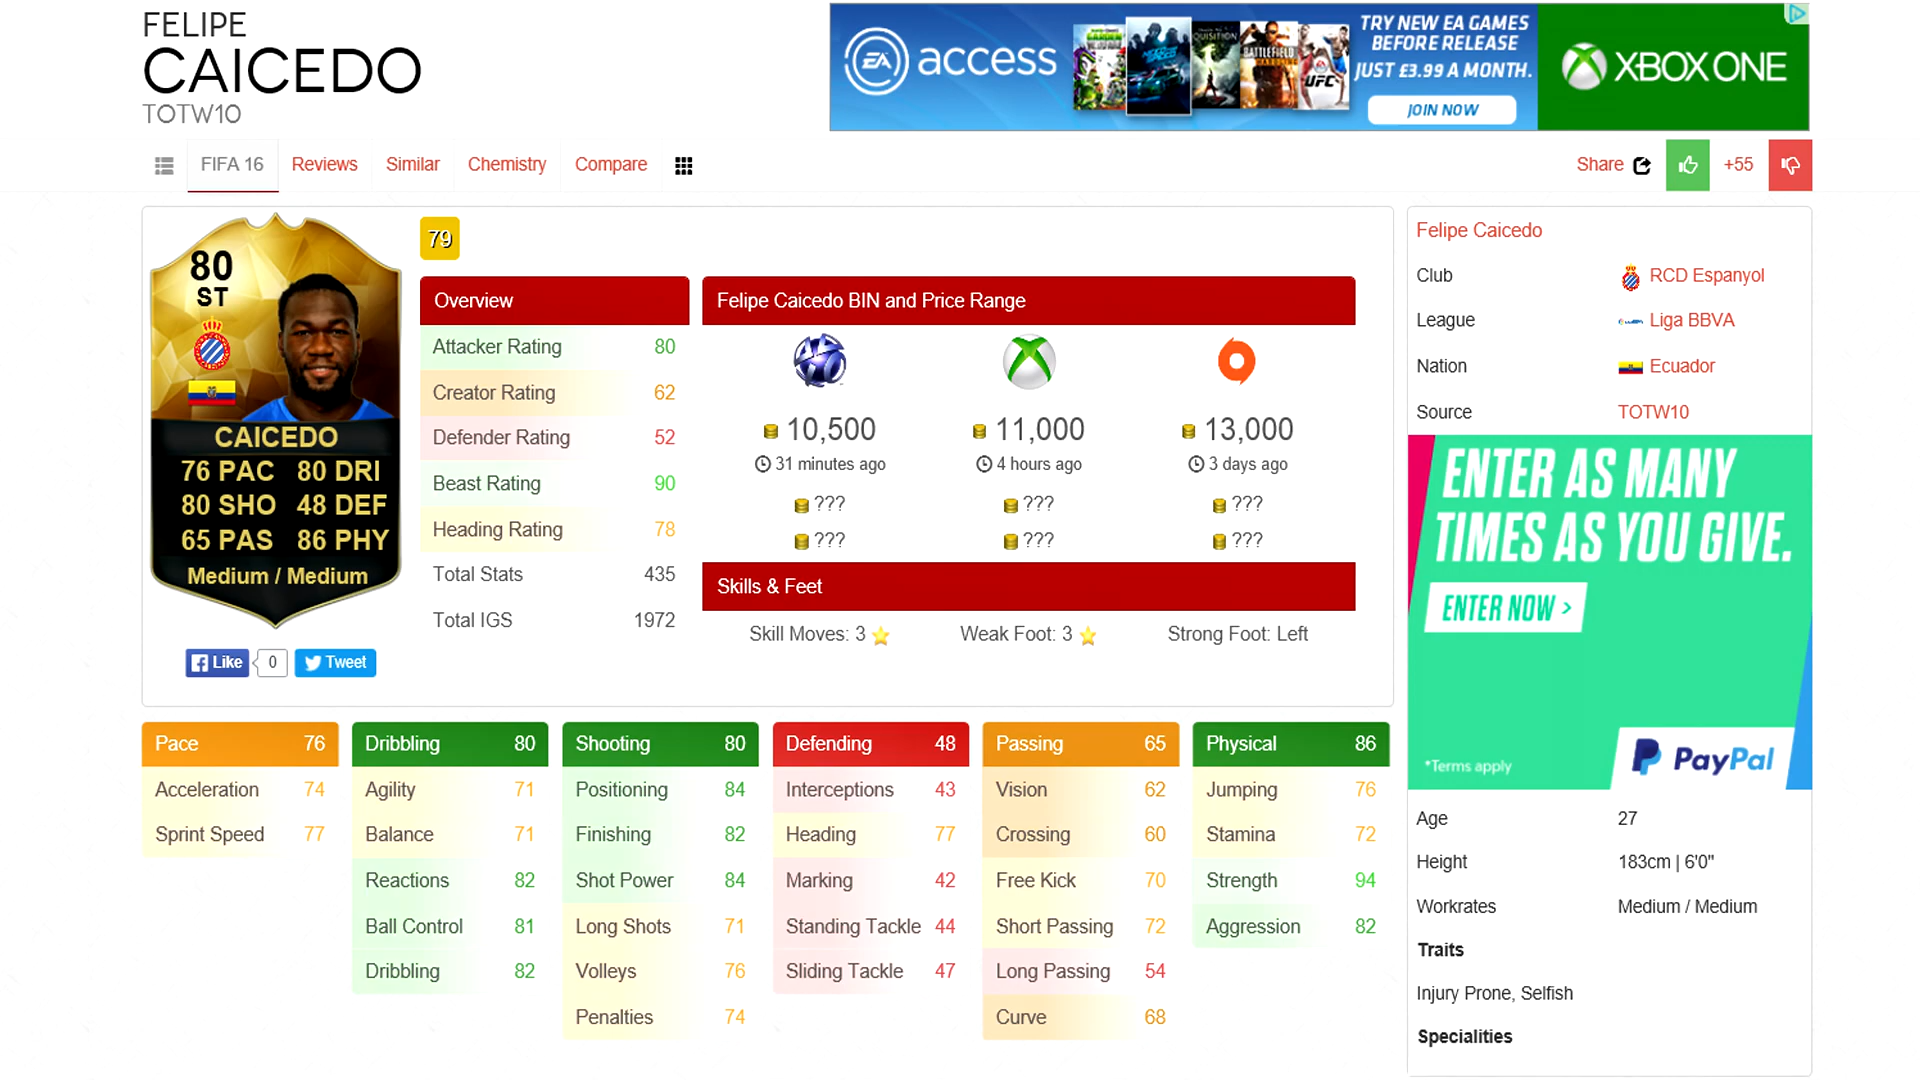 FELIPE
CAICEDO
TOTW10
EA access
TRY NEW EA GAMES
BEFORE RELEASE
JUST £3.99 A MONTH.
JOIN NOW
XBOX ONE
FIFA 16
Reviews
Similar
Chemistry
Compare
Share
+55
80
ST
CAICEDO
76 PAC 80 DRI
80 SHO 48 DEF
65 PAS 86 PHY
Medium / Medium
Like 0 Tweet
79
Overview
Attacker Rating 80
Creator Rating 62
Defender Rating 52
Beast Rating 90
Heading Rating 78
Total Stats 435
Total IGS 1972
Felipe Caicedo BIN and Price Range
10,500 11,000 13,000
31 minutes ago 4 hours ago 3 days ago
??? ??? ???
??? ??? ???
Skills & Feet
Skill Moves: 3 Weak Foot: 3 Strong Foot: Left
Pace 76
Acceleration 74
Sprint Speed 77
Dribbling 80
Agility 71
Balance 71
Reactions 82
Ball Control 81
Dribbling 82
Shooting 80
Positioning 84
Finishing 82
Shot Power 84
Long Shots 71
Volleys 76
Penalties 74
Defending 48
Interceptions 43
Heading 77
Marking 42
Standing Tackle 44
Sliding Tackle 47
Passing 65
Vision 62
Crossing 60
Free Kick 70
Short Passing 72
Long Passing 54
Curve 68
Physical 86
Jumping 76
Stamina 72
Strength 94
Aggression 82
Felipe Caicedo
Club RCD Espanyol
League Liga BBVA
Nation Ecuador
Source TOTW10
ENTER AS MANY
TIMES AS YOU GIVE.
ENTER NOW >
*Terms apply
PayPal
Age 27
Height 183cm | 6'0"
Workrates Medium / Medium
Traits
Injury Prone, Selfish
Specialities